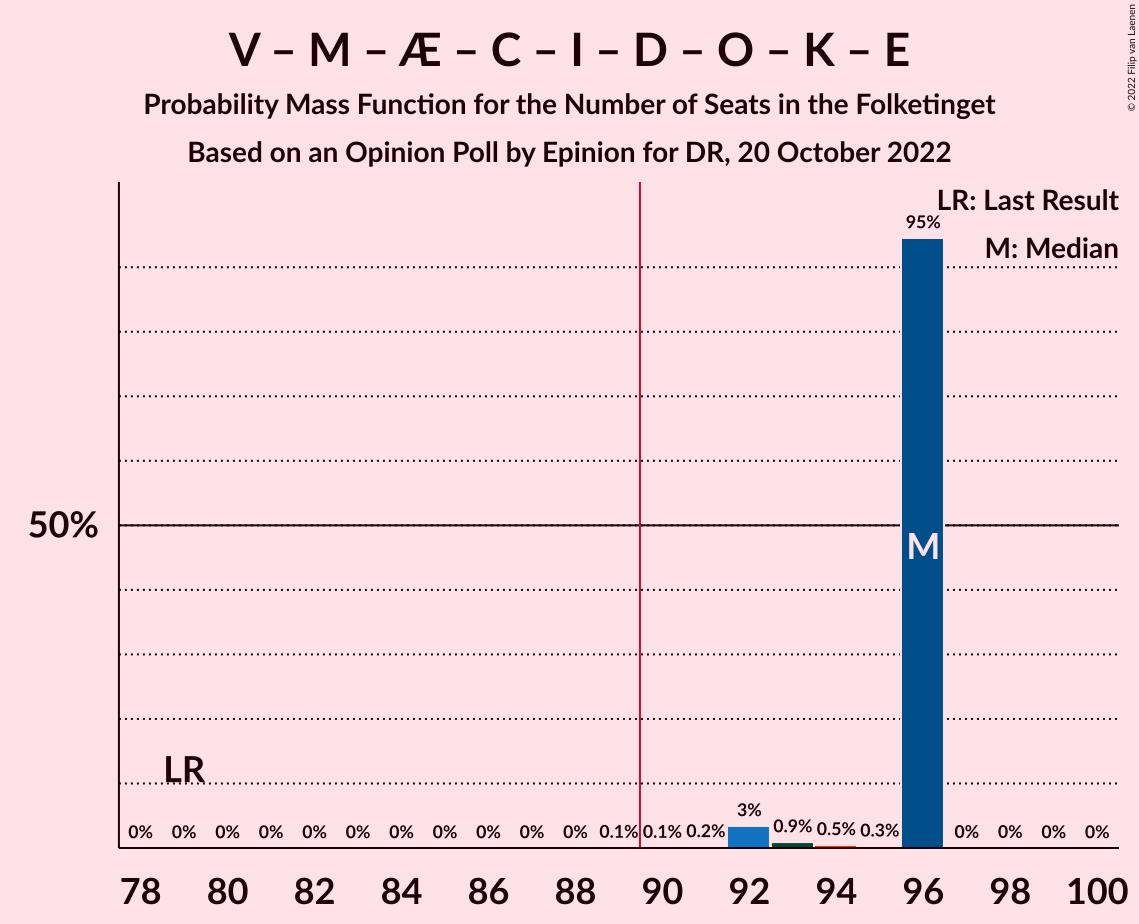 V – M – Æ – C – I – D – O – K – E
Probability Mass Function for the Number of Seats in the Folketinget
Based on an Opinion Poll by Epinion for DR, 20 October 2022
© 2022 Filip van Laenen
LR: Last Result
M: Median
95%
50%
M
LR
0% 0% 0% 0% 0% 0% 0% 0% 0% 0% 0% 0.1% 0.1% 0.2% 3% 0.9% 0.5% 0.3% 0% 0% 0% 0%
78 80 82 84 86 88 90 92 94 96 98 100